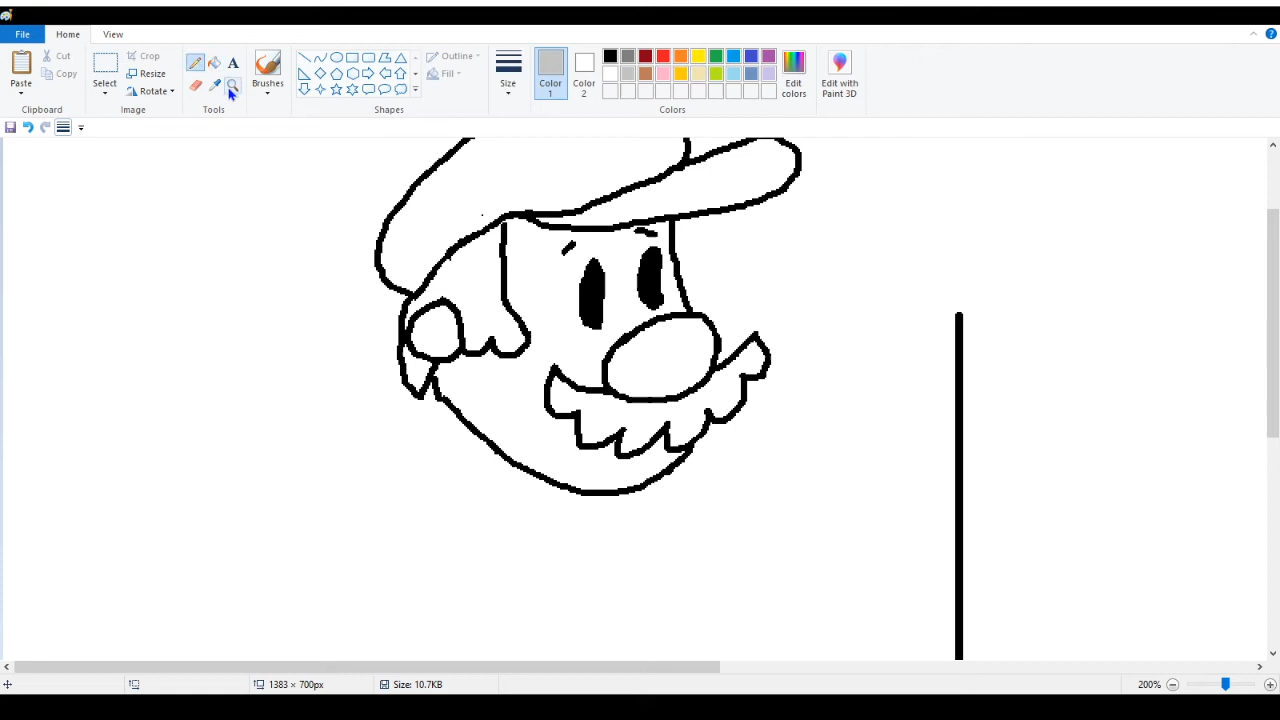 File Home View
Paste Cut Copy Clipboard
Select Crop Resize Rotate Image
A Tools
Brushes
Outline Fill Shapes
Size
Color 1 Color 2 Edit colors Colors
Edit with Paint 3D
1383 × 700px Size: 10.7KB 200%